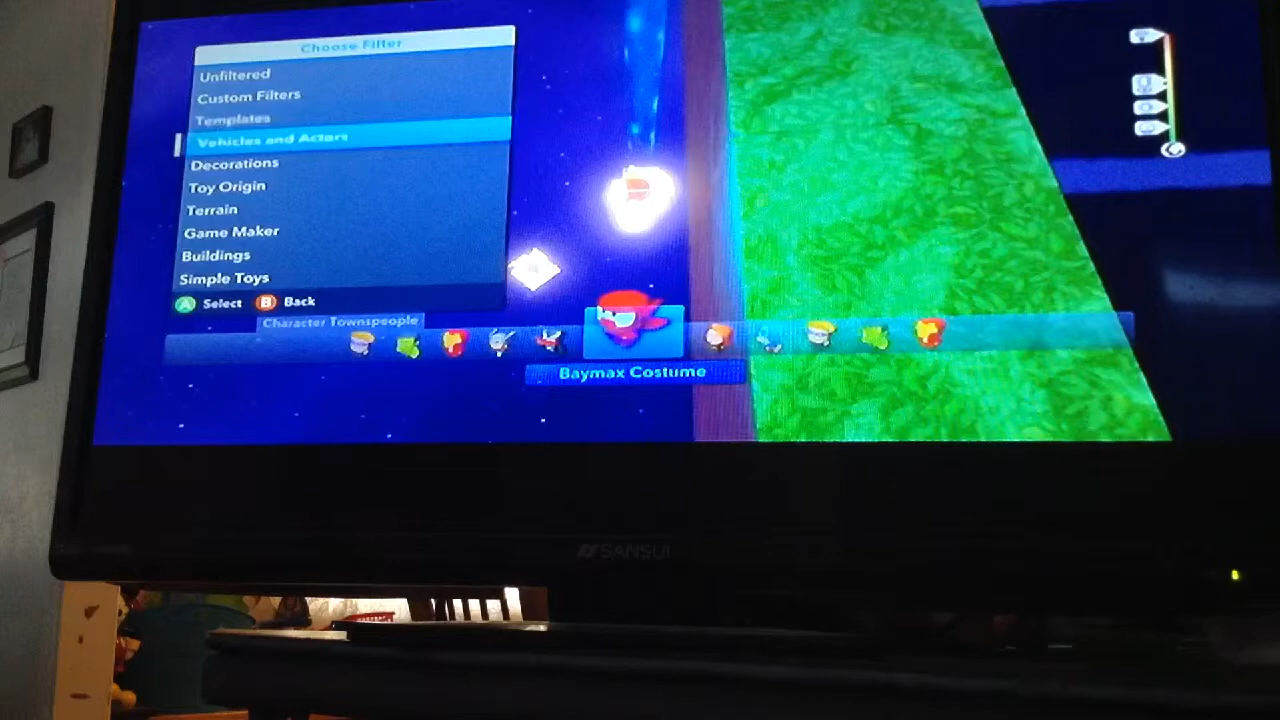 Choose Filter
Unfiltered
Custom Filters
Templates
Vehicles and Actors
Decorations
Toy Origin
Terrain
Game Maker
Buildings
Simple Toys
A Select B Back
Character Townspeople
Baymax Costume
SANSUI